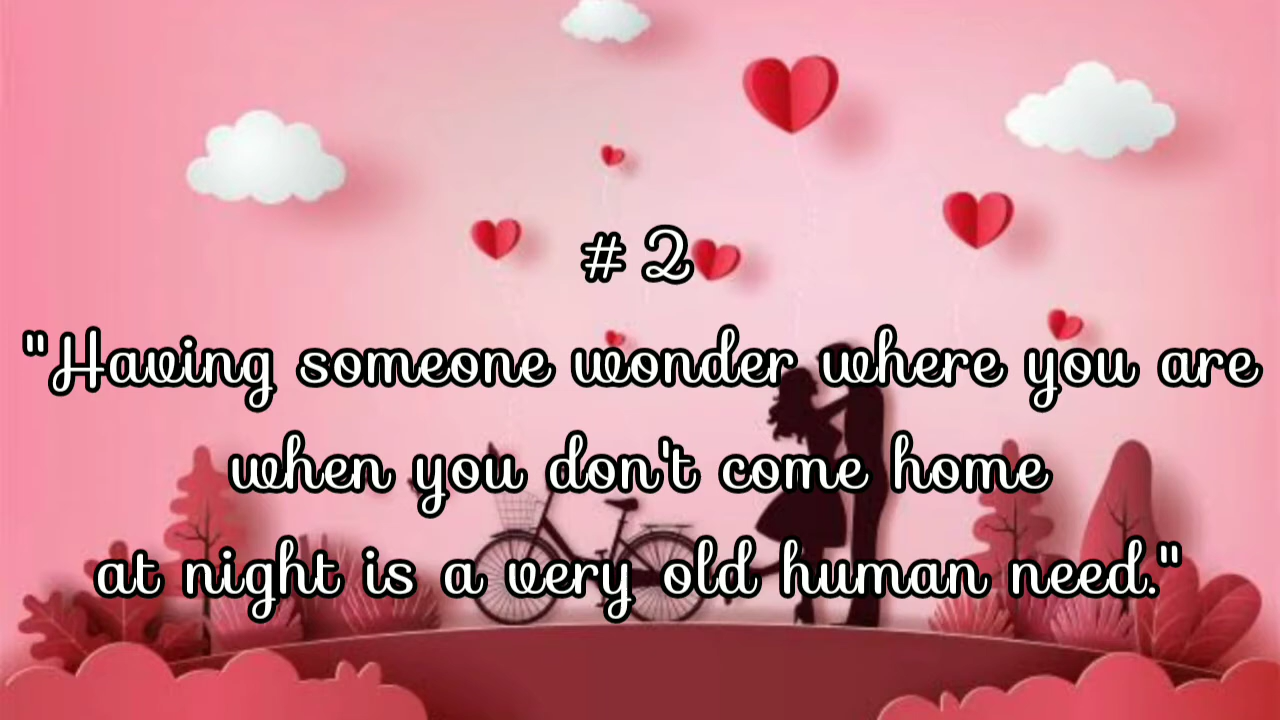 # 2
"Having someone wonder where you are
when you don't come home
at night is a very old human need."